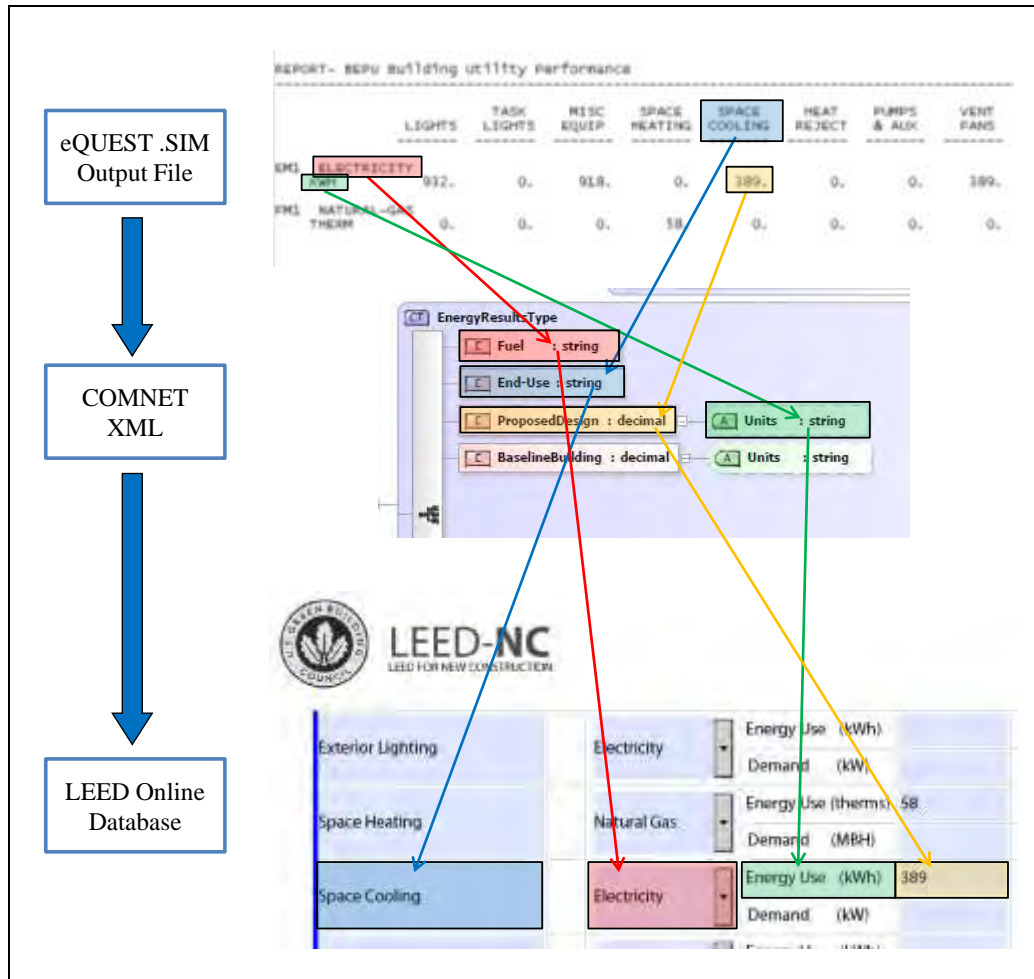 REPORT- BEPU Building Utility Performance
LIGHTS TASK LIGHTS MISC EQUIP SPACE HEATING SPACE COOLING HEAT REJECT PUMPS & AUX VENT FANS
eQUEST .SIM
Output File
EM1 ELECTRICITY
KWH 932. 0. 918. 0. 389. 0. 0. 389.
FM1 NATURAL-GAS
THERM 0. 0. 0. 58. 0. 0. 0. 0.
CT EnergyResultsType
E Fuel : string
E End-Use : string
E ProposedDesign : decimal A Units : string
E BaselineBuilding : decimal A Units : string
COMNET
XML
U.S. GREEN BUILDING COUNCIL
LEED-NC
LEED FOR NEW CONSTRUCTION
Exterior Lighting Electricity Energy Use (kWh)
Demand (kW)
LEED Online
Database
Space Heating Natural Gas Energy Use (therms) 58
Demand (MBH)
Space Cooling Electricity Energy Use (kWh) 389
Demand (kW)